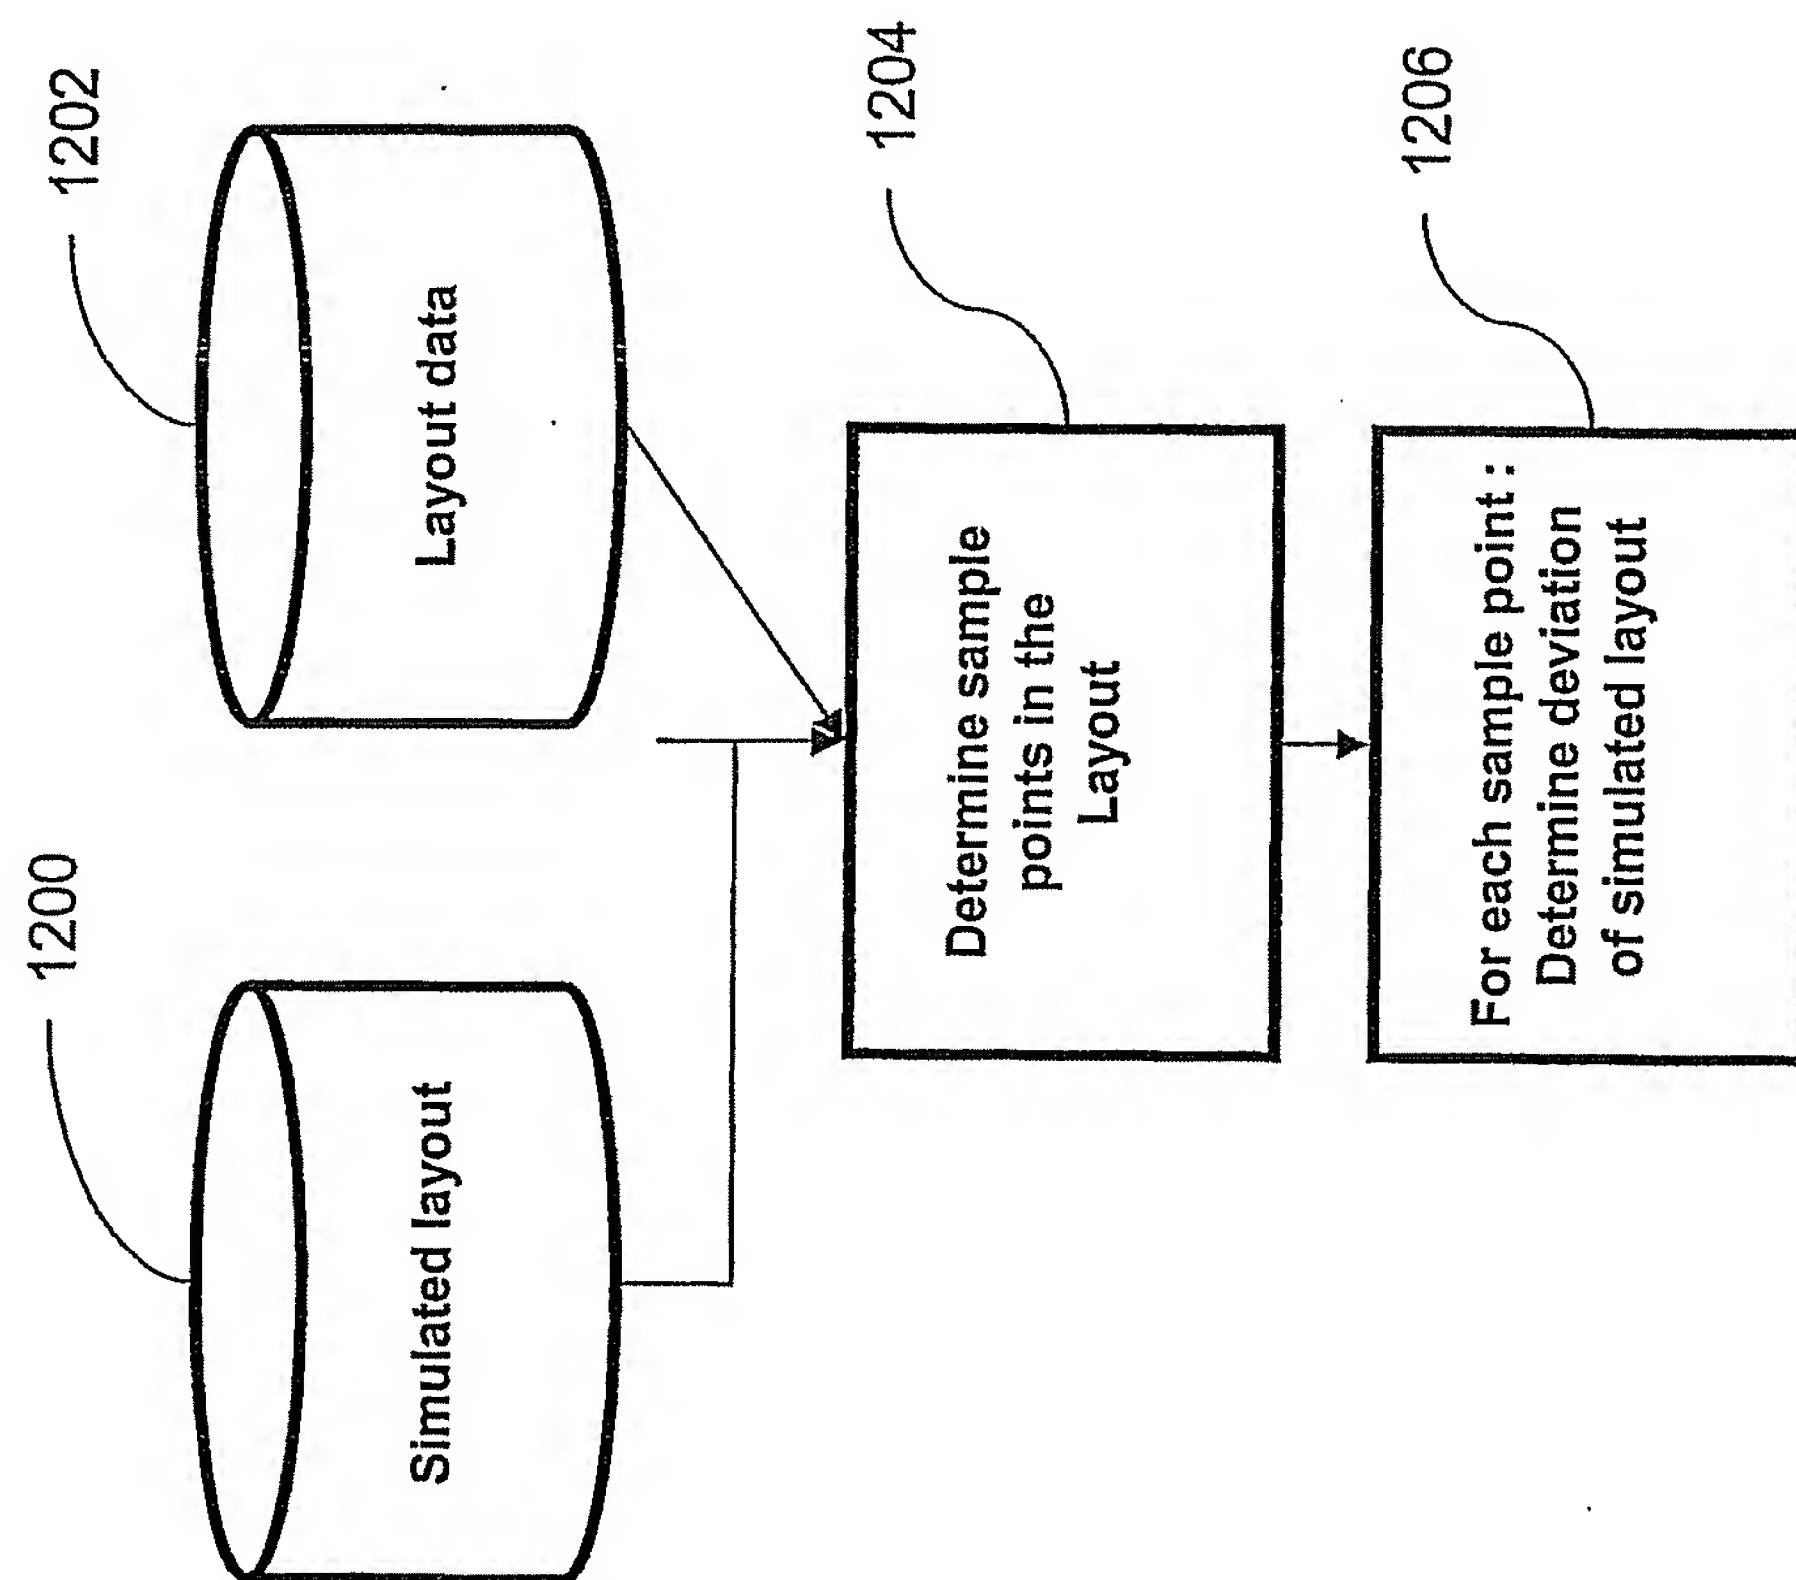 1200
1202
Simulated layout
Layout data
1204
Determine sample
points in the
Layout
1206
For each sample point :
Determine deviation
of simulated layout